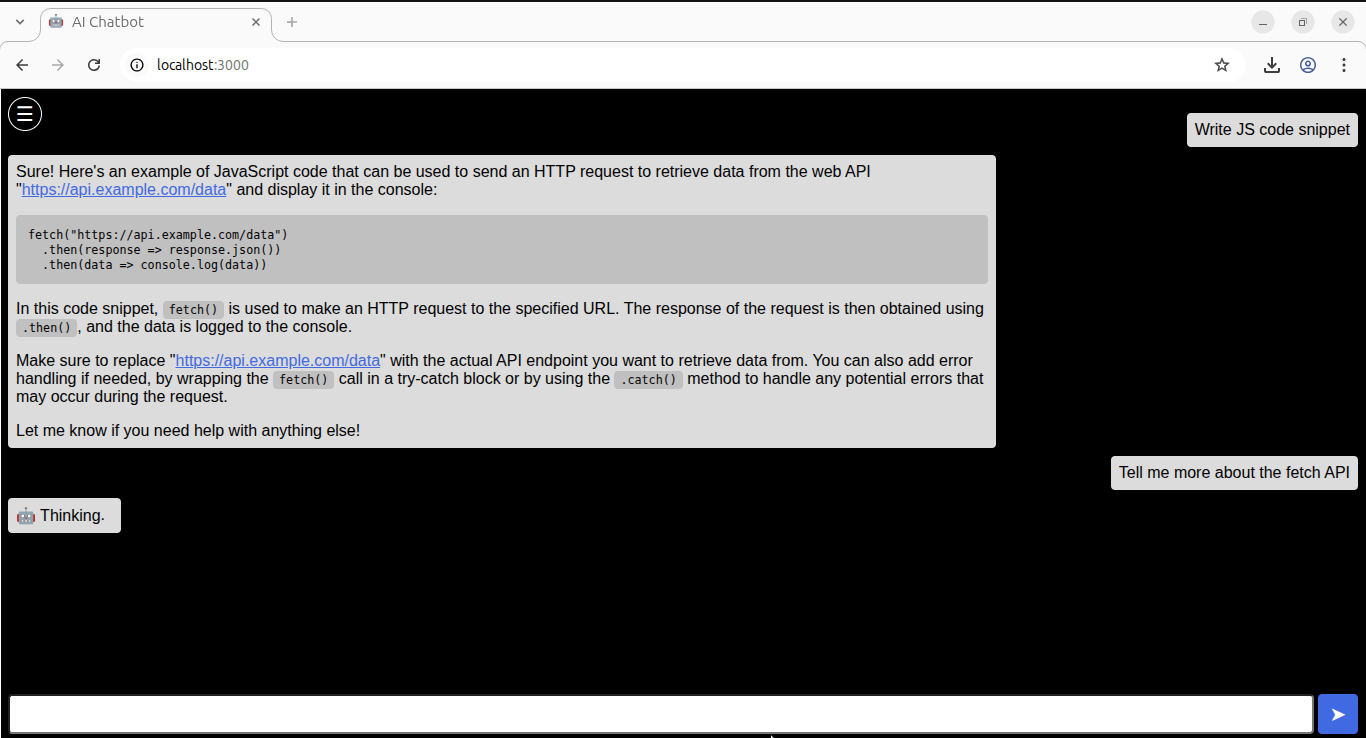 AI Chatbot
localhost:3000
Write JS code snippet
Sure! Here's an example of JavaScript code that can be used to send an HTTP request to retrieve data from the web API
"https://api.example.com/data" and display it in the console:
fetch("https://api.example.com/data")
  .then(response => response.json())
  .then(data => console.log(data))
In this code snippet, fetch() is used to make an HTTP request to the specified URL. The response of the request is then obtained using
.then(), and the data is logged to the console.
Make sure to replace "https://api.example.com/data" with the actual API endpoint you want to retrieve data from. You can also add error
handling if needed, by wrapping the fetch() call in a try-catch block or by using the .catch() method to handle any potential errors that
may occur during the request.
Let me know if you need help with anything else!
Tell me more about the fetch API
🤖 Thinking.